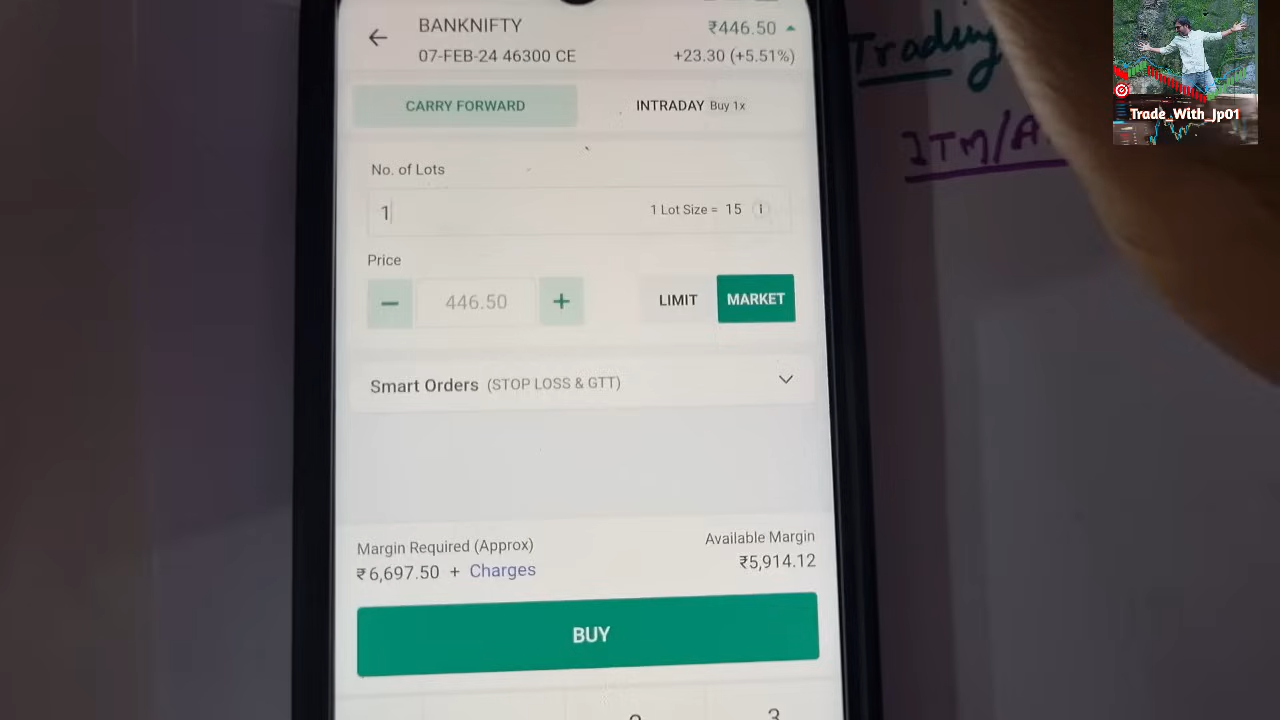 BANKNIFTY
₹446.50
07-FEB-24 46300 CE
+23.30 (+5.51%)
CARRY FORWARD
INTRADAY Buy 1x
No. of Lots
1
1 Lot Size = 15 i
Price
− 446.50 +
LIMIT
MARKET
Smart Orders (STOP LOSS & GTT)
Margin Required (Approx)
Available Margin
₹6,697.50 + Charges
₹5,914.12
BUY
3
Trading
ITM/A
Trade_With_Jp01